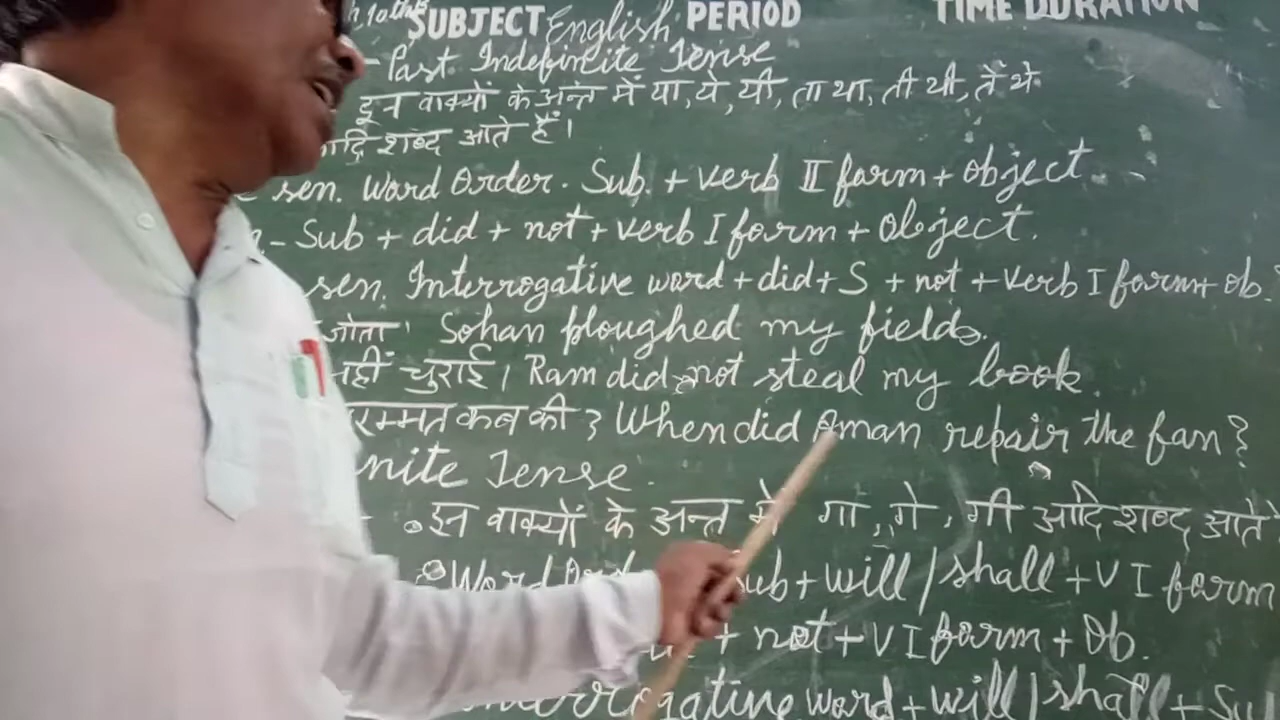 SUBJECT English PERIOD TIME DURATION
- Past Indefinite Tense
इन वाक्यों के अन्त में या, ये, यी, ता था, ती थी, ते थे
आदि शब्द आते हैं।
sen. Word Order. Sub. + verb II form + object
- Sub + did + not + verb I form + Object.
sen. Interrogative word + did + S + not + Verb I form + ob.
जोता। Sohan ploughed my fields.
नहीं चुराई। Ram did not steal my book.
मरम्मत कब की? When did Aman repair the fan?
nite Tense.
इन वाक्यों के अन्त में गा, गे, गी आदि शब्द आते
Word Sub + will / shall + V I form
+ not + V I form + Ob.
Interrogative word + will / shall + Su